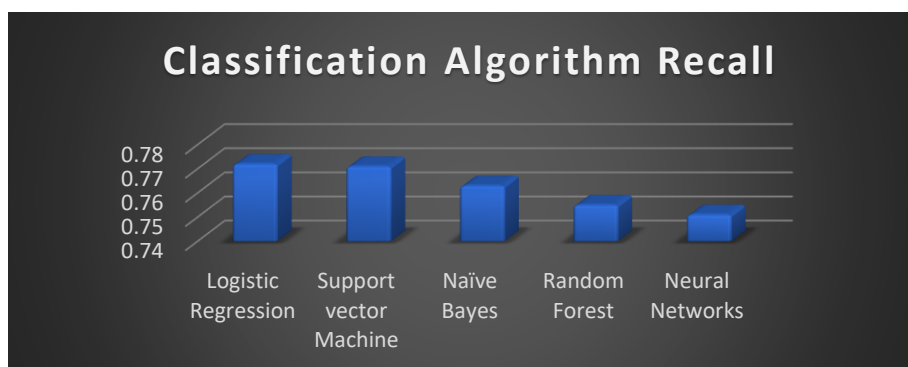 Classification Algorithm Recall
0.78
0.77
0.76
0.75
0.74
Logistic
Regression
Support
vector
Machine
Naïve
Bayes
Random
Forest
Neural
Networks